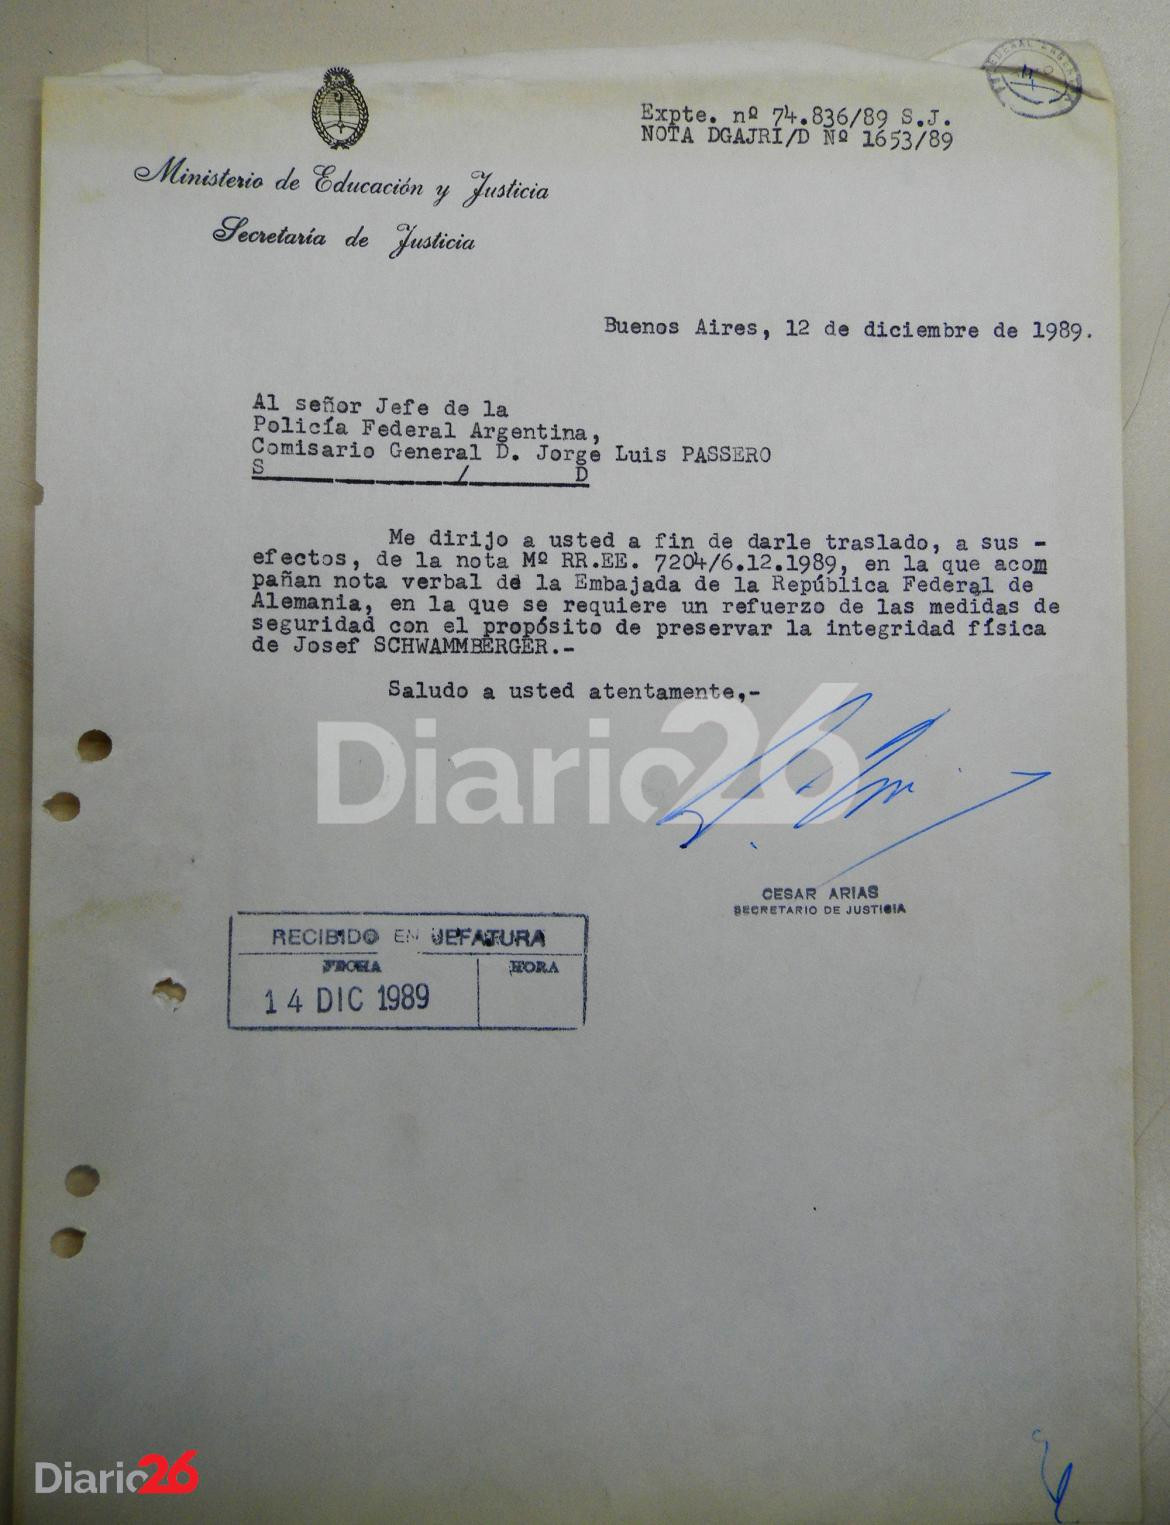 Expte. nº 74.836/89 S.J.
NOTA DGAJRI/D Nº 1653/89
Ministerio de Educación y Justicia
Secretaría de Justicia
Buenos Aires, 12 de diciembre de 1989.
Al señor Jefe de la
Policía Federal Argentina,
Comisario General D. Jorge Luis PASSERO
S / D
Me dirijo a usted a fin de darle traslado, a sus -
efectos, de la nota Mº RR.EE. 7204/6.12.1989, en la que acom
pañan nota verbal de la Embajada de la República Federal de
Alemania, en la que se requiere un refuerzo de las medidas de
seguridad con el propósito de preservar la integridad física
de Josef SCHWAMMBERGER.-
Saludo a usted atentamente,-
Diario26
CESAR ARIAS
SECRETARIO DE JUSTICIA
RECIBIDO EN JEFATURA
FECHA HORA
14 DIC 1989
Diario26